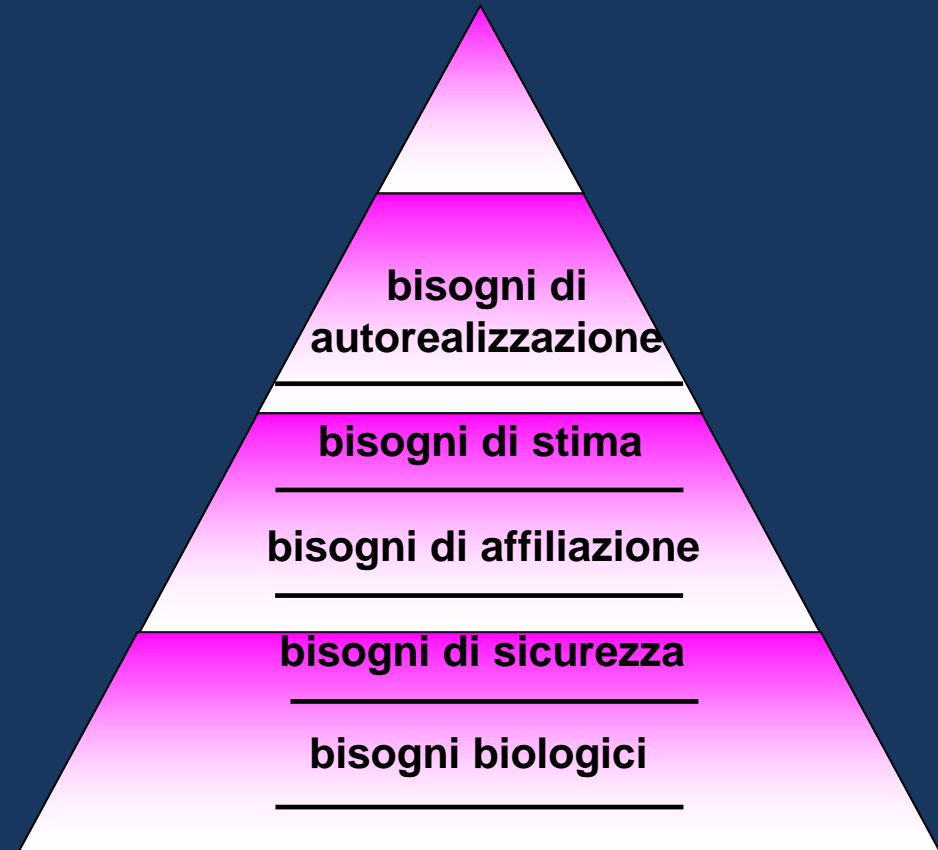 bisogni di
autorealizzazione
bisogni di stima
bisogni di affiliazione
bisogni di sicurezza
bisogni biologici